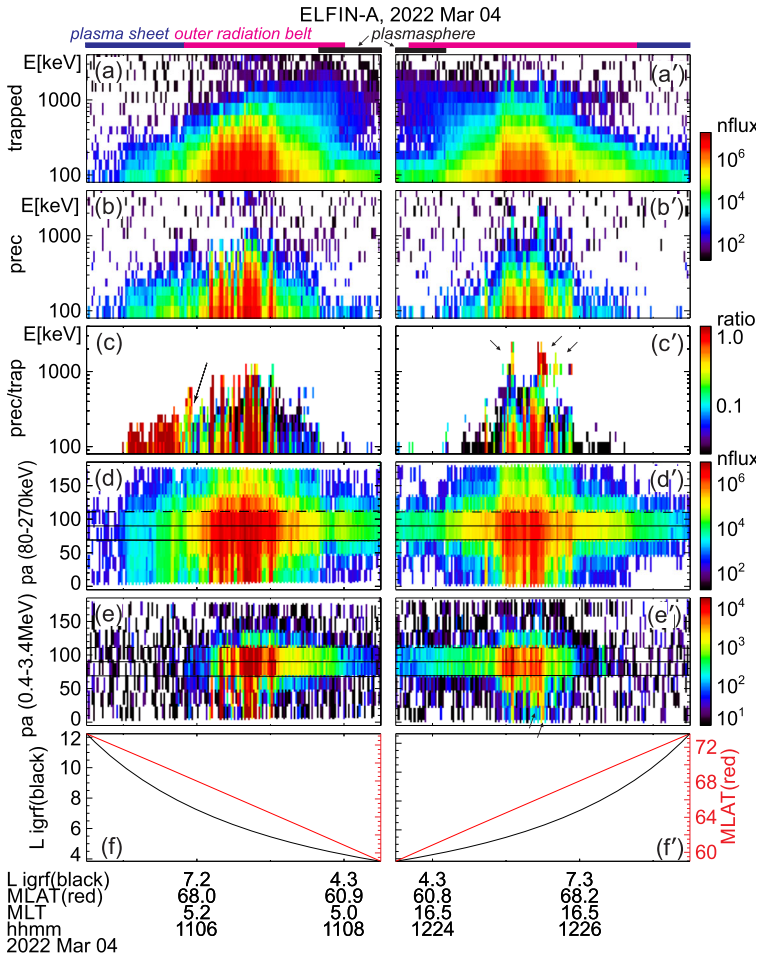 ELFIN-A, 2022 Mar 04
plasma sheet outer radiation belt plasmasphere
E[keV] (a) (a′)
trapped
1000
100
nflux
10^6
10^4
10^2
E[keV] (b) (b′)
prec
1000
100
E[keV] (c) (c′)
prec/trap
1000
100
ratio
1.0
0.1
(d) (d′)
pa (80-270keV)
150
100
50
0
nflux
10^6
10^4
10^2
(e) (e′)
pa (0.4-3.4MeV)
150
100
50
0
10^4
10^3
10^2
10^1
L igrf(black)
12
10
8
6
4
(f) (f′)
72
68
64
60
MLAT(red)
L igrf(black) 7.2 4.3 4.3 7.3
MLAT(red) 68.0 60.9 60.8 68.2
MLT 5.2 5.0 16.5 16.5
hhmm 1106 1108 1224 1226
2022 Mar 04